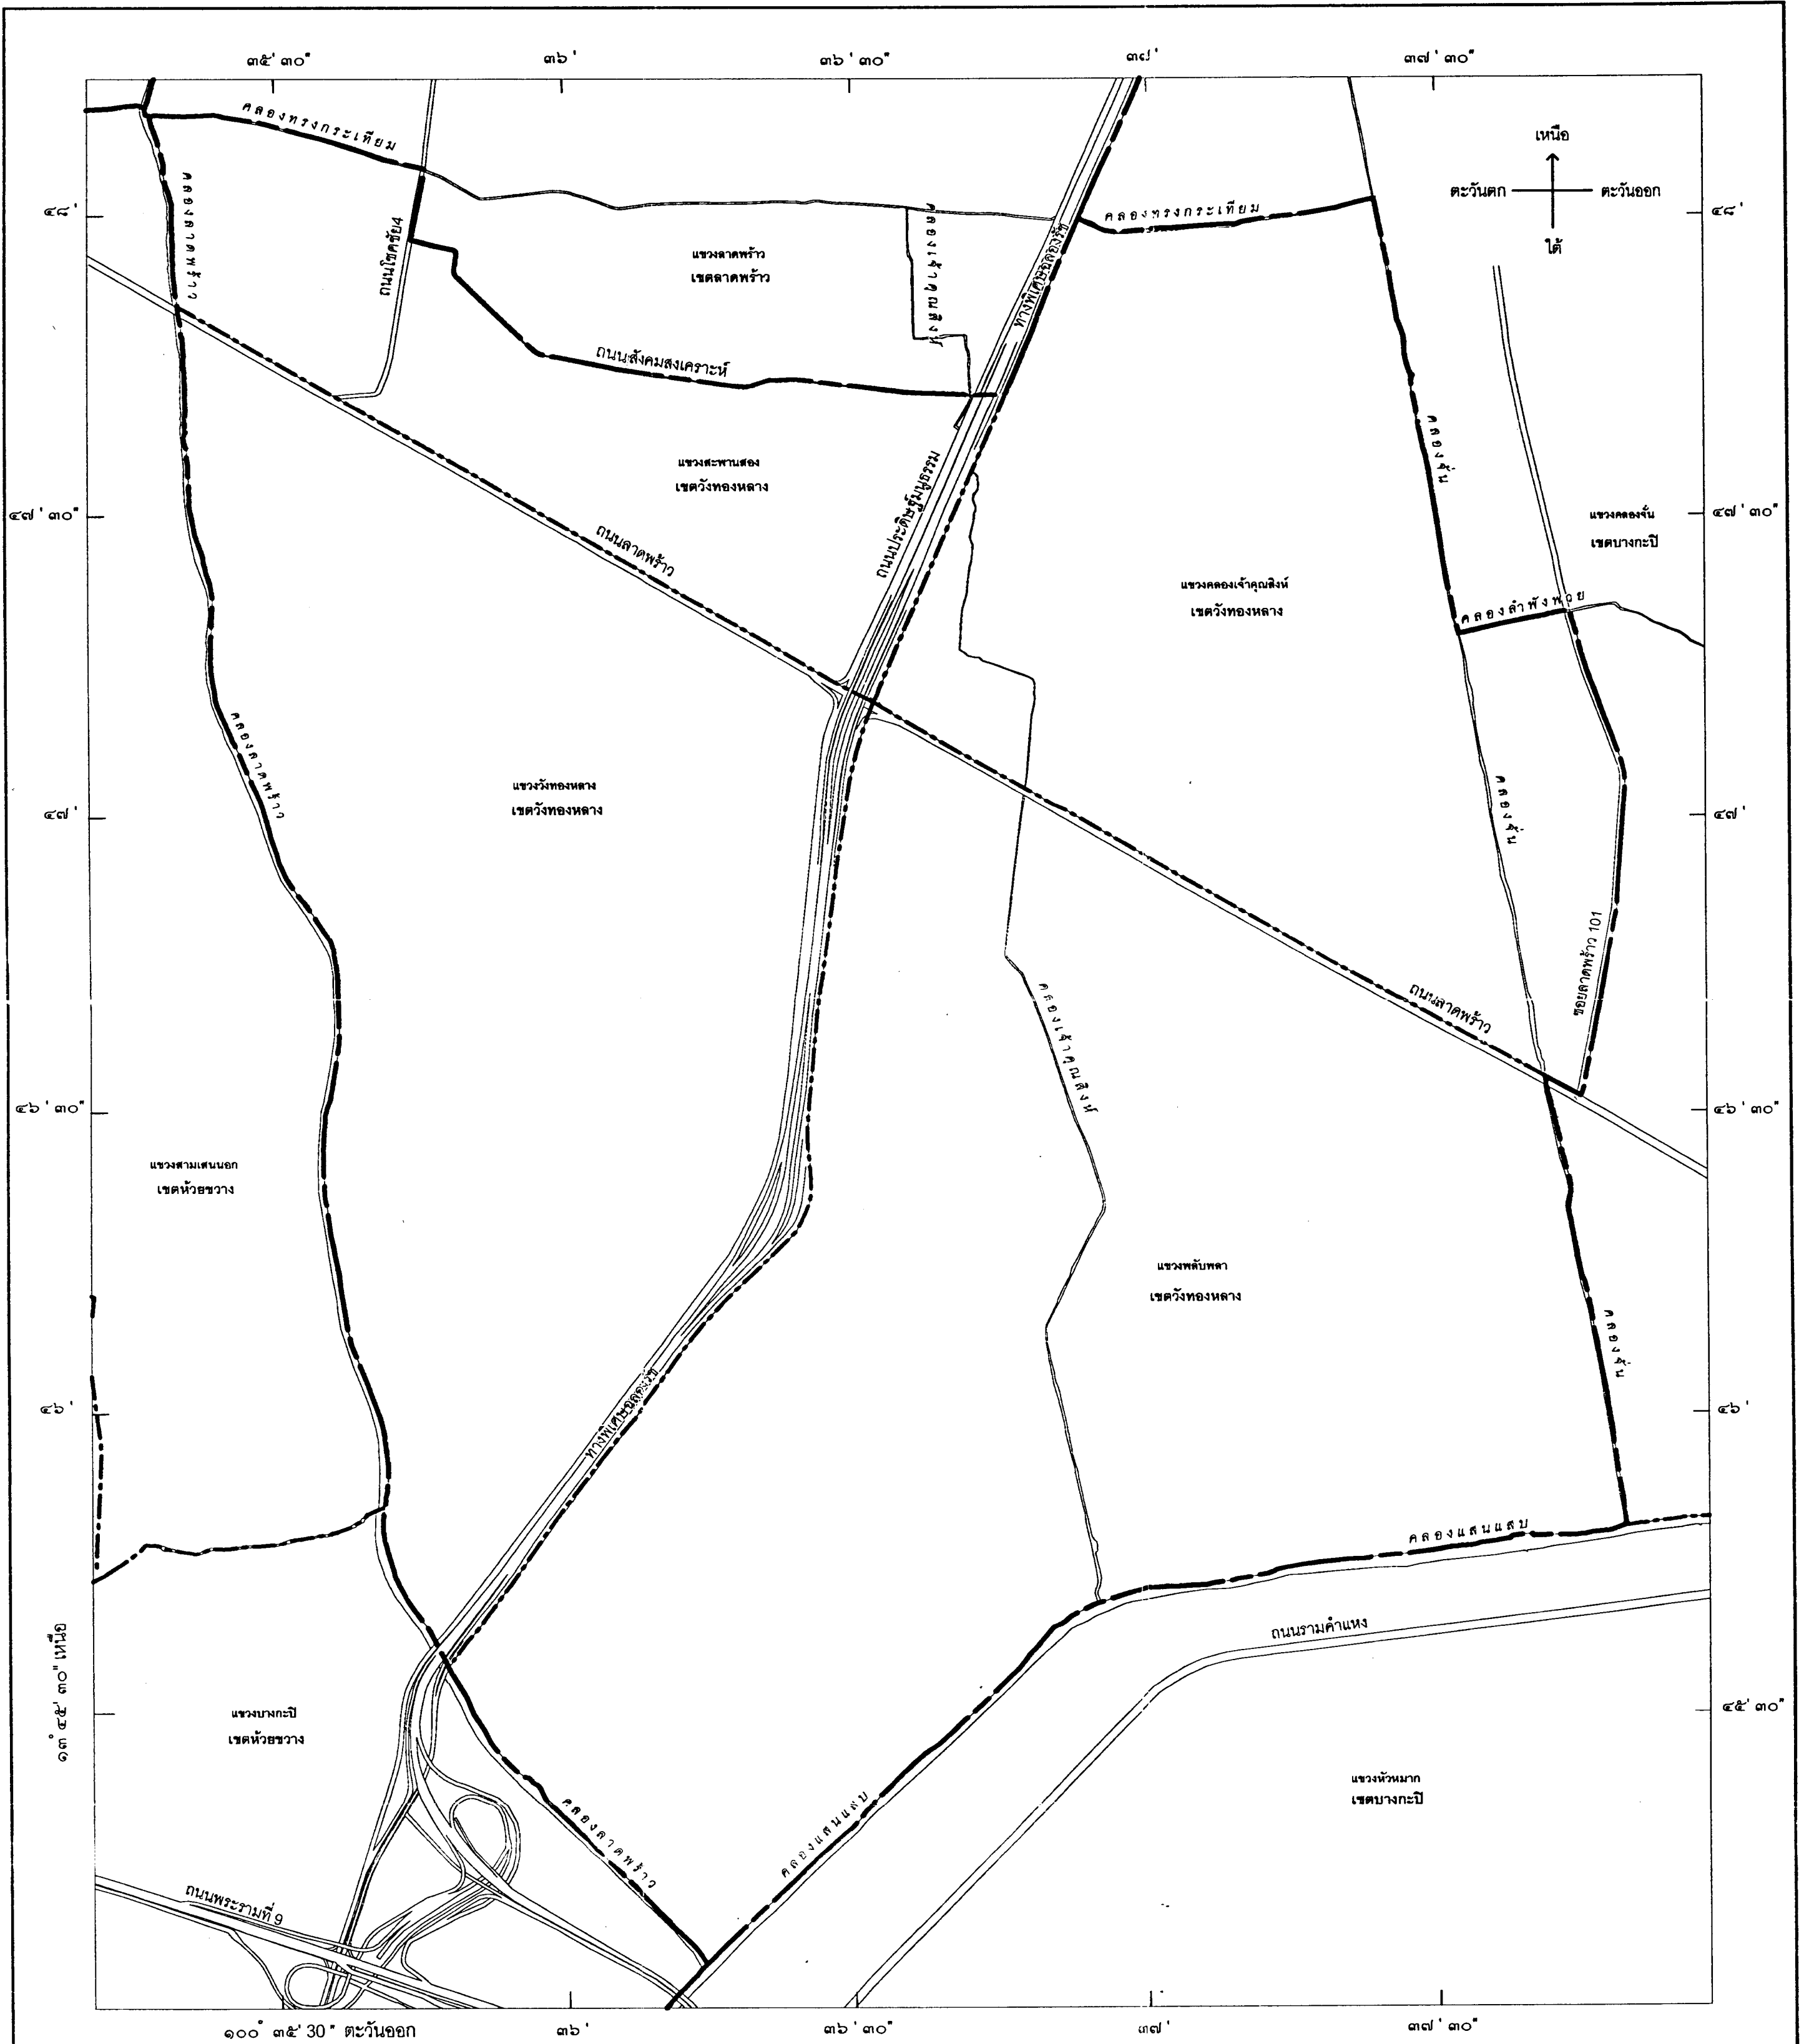 ๓๕' ๓๐"
๓๖'
๓๖' ๓๐"
๓๗'
๓๗' ๓๐"
คลองทรงกระเทียม
เหนือ
ตะวันตก
ตะวันออก
ใต้
คลองลาดพร้าว
๔๘'
ถนนโชคชัย4
แขวงลาดพร้าว
เขตลาดพร้าว
คลองเจ้าคุณสิงห์
ทางพิเศษฉลองรัช
คลองทรงกระเทียม
๔๘'
ถนนสังคมสงเคราะห์
แขวงสะพานสอง
เขตวังทองหลาง
ถนนประดิษฐ์มนูธรรม
คลองจั่น
๔๗' ๓๐"
ถนนลาดพร้าว
แขวงคลองจั่น
เขตบางกะปิ
๔๗' ๓๐"
แขวงคลองเจ้าคุณสิงห์
เขตวังทองหลาง
คลองลำพังพวย
คลองลาดพร้าว
แขวงวังทองหลาง
เขตวังทองหลาง
๔๗'
คลองจั่น
๔๗'
ซอยลาดพร้าว 101
ถนนลาดพร้าว
คลองเจ้าคุณสิงห์
๔๖' ๓๐"
๔๖' ๓๐"
แขวงสามเสนนอก
เขตห้วยขวาง
แขวงพลับพลา
เขตวังทองหลาง
คลองจั่น
๔๖'
ทางพิเศษฉลองรัช
๔๖'
คลองแสนแสบ
ถนนรามคำแหง
๑๓° ๔๕' ๓๐" เหนือ
๔๕' ๓๐"
แขวงบางกะปิ
เขตห้วยขวาง
แขวงหัวหมาก
เขตบางกะปิ
คลองลาดพร้าว
คลองแสนแสบ
ถนนพระรามที่ 9
๑๐๐° ๓๕' ๓๐" ตะวันออก
๓๖'
๓๖' ๓๐"
๓๗'
๓๗' ๓๐"